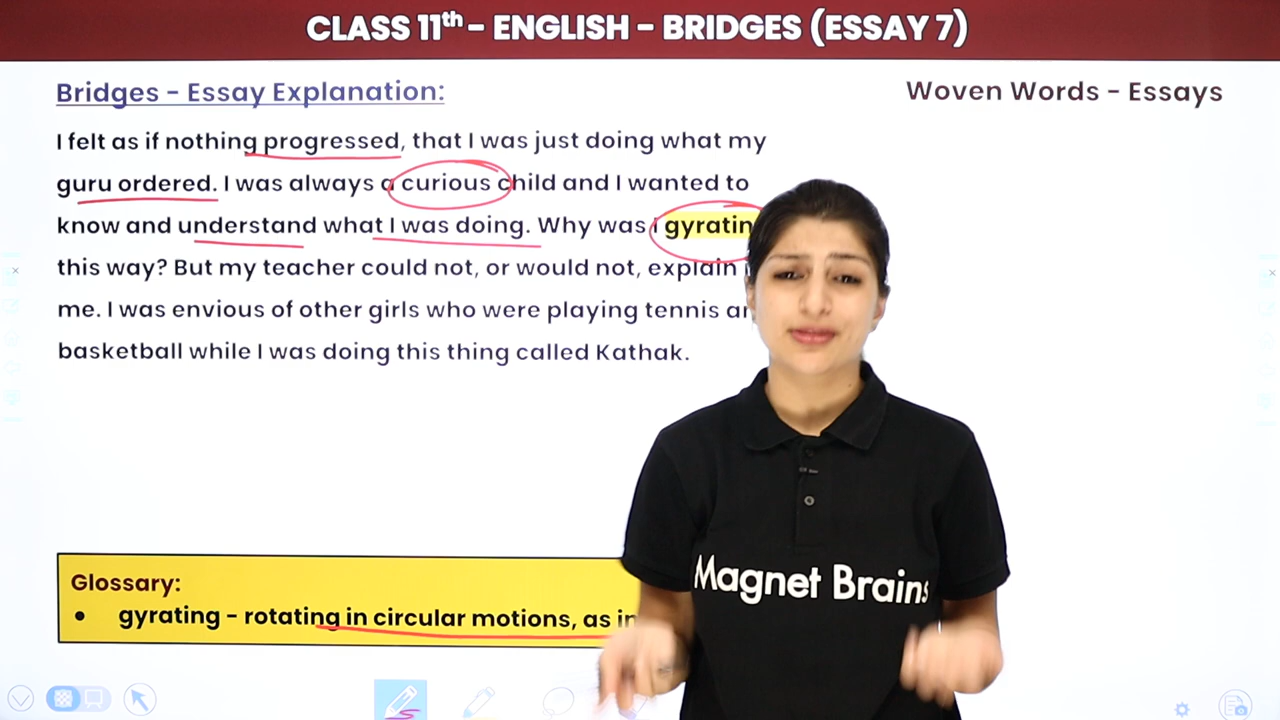 CLASS 11th - ENGLISH - BRIDGES (ESSAY 7)
Bridges - Essay Explanation:
Woven Words - Essays
I felt as if nothing progressed, that I was just doing what my
guru ordered. I was always a curious child and I wanted to
know and understand what I was doing. Why was I gyratin
this way? But my teacher could not, or would not, explain
me. I was envious of other girls who were playing tennis
basketball while I was doing this thing called Kathak.
Glossary:
• gyrating - rotating in circular motions, as in
Magnet Brains